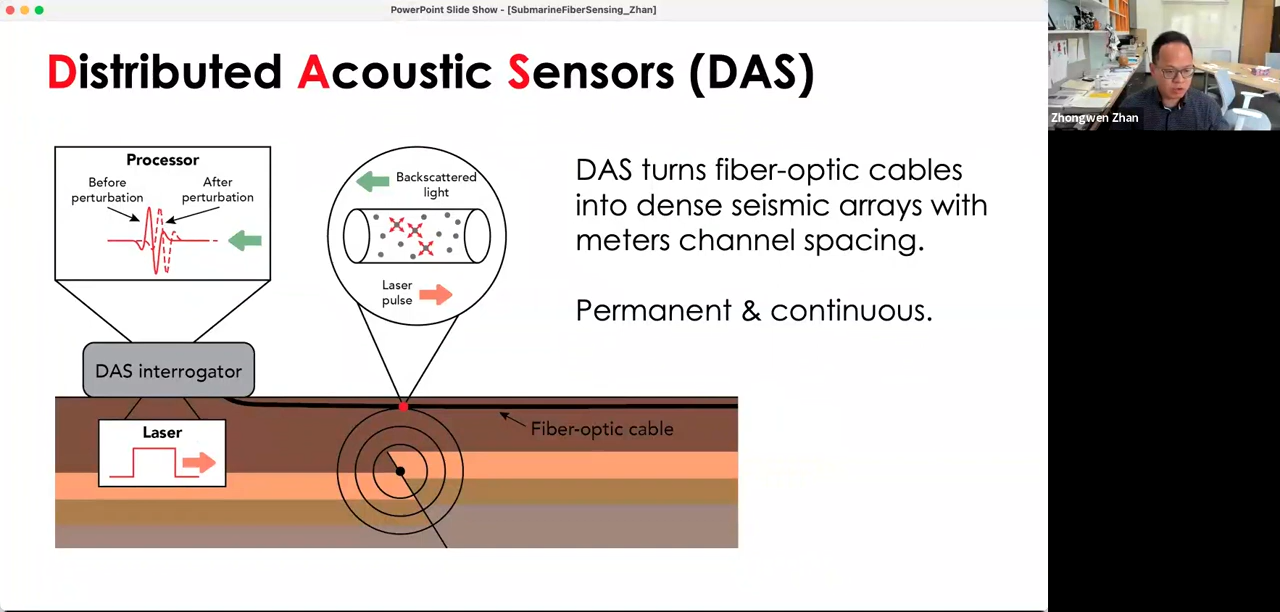 PowerPoint Slide Show - [SubmarineFiberSensing_Zhan]
Distributed Acoustic Sensors (DAS)
Processor
Before
perturbation
After
perturbation
Backscattered
light
Laser
pulse
DAS turns fiber-optic cables
into dense seismic arrays with
meters channel spacing.
Permanent & continuous.
DAS interrogator
Laser
Fiber-optic cable
Zhongwen Zhan